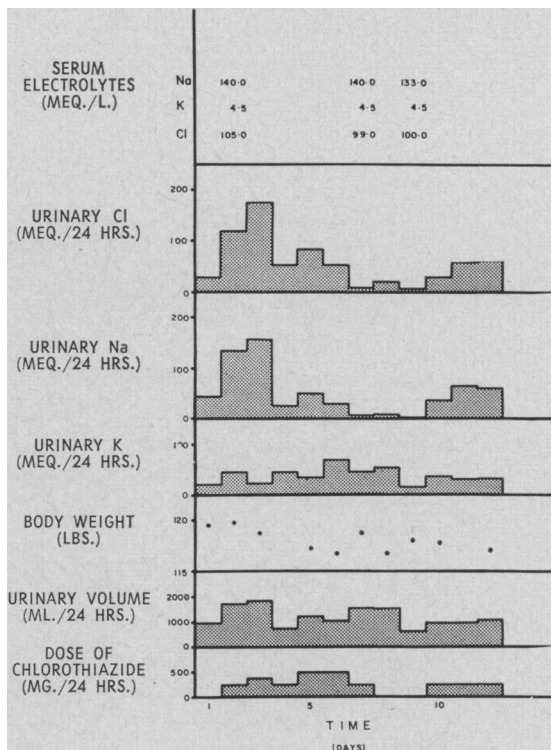 SERUM
ELECTROLYTES
(MEQ./L.)
Na 140·0 140·0 133·0
K 4·5 4·5 4·5
Cl 105·0 99·0 100·0
URINARY Cl
(MEQ./24 HRS.)
200
100
0
URINARY Na
(MEQ./24 HRS.)
200
100
0
URINARY K
(MEQ./24 HRS.)
100
0
BODY WEIGHT
(LBS.)
120
115
URINARY VOLUME
(ML./24 HRS.)
2000
1000
0
DOSE OF
CHLOROTHIAZIDE
(MG./24 HRS.)
500
0
1 5 10
TIME
(DAYS)